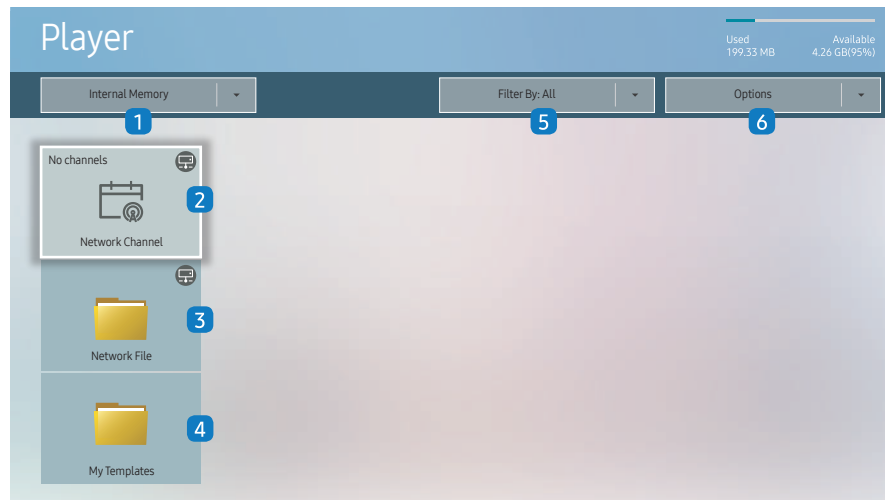 Player
Used
199.33 MB
Available
4.26 GB(95%)
Internal Memory
Filter By: All
Options
1
5
6
No channels
2
Network Channel
3
Network File
4
My Templates